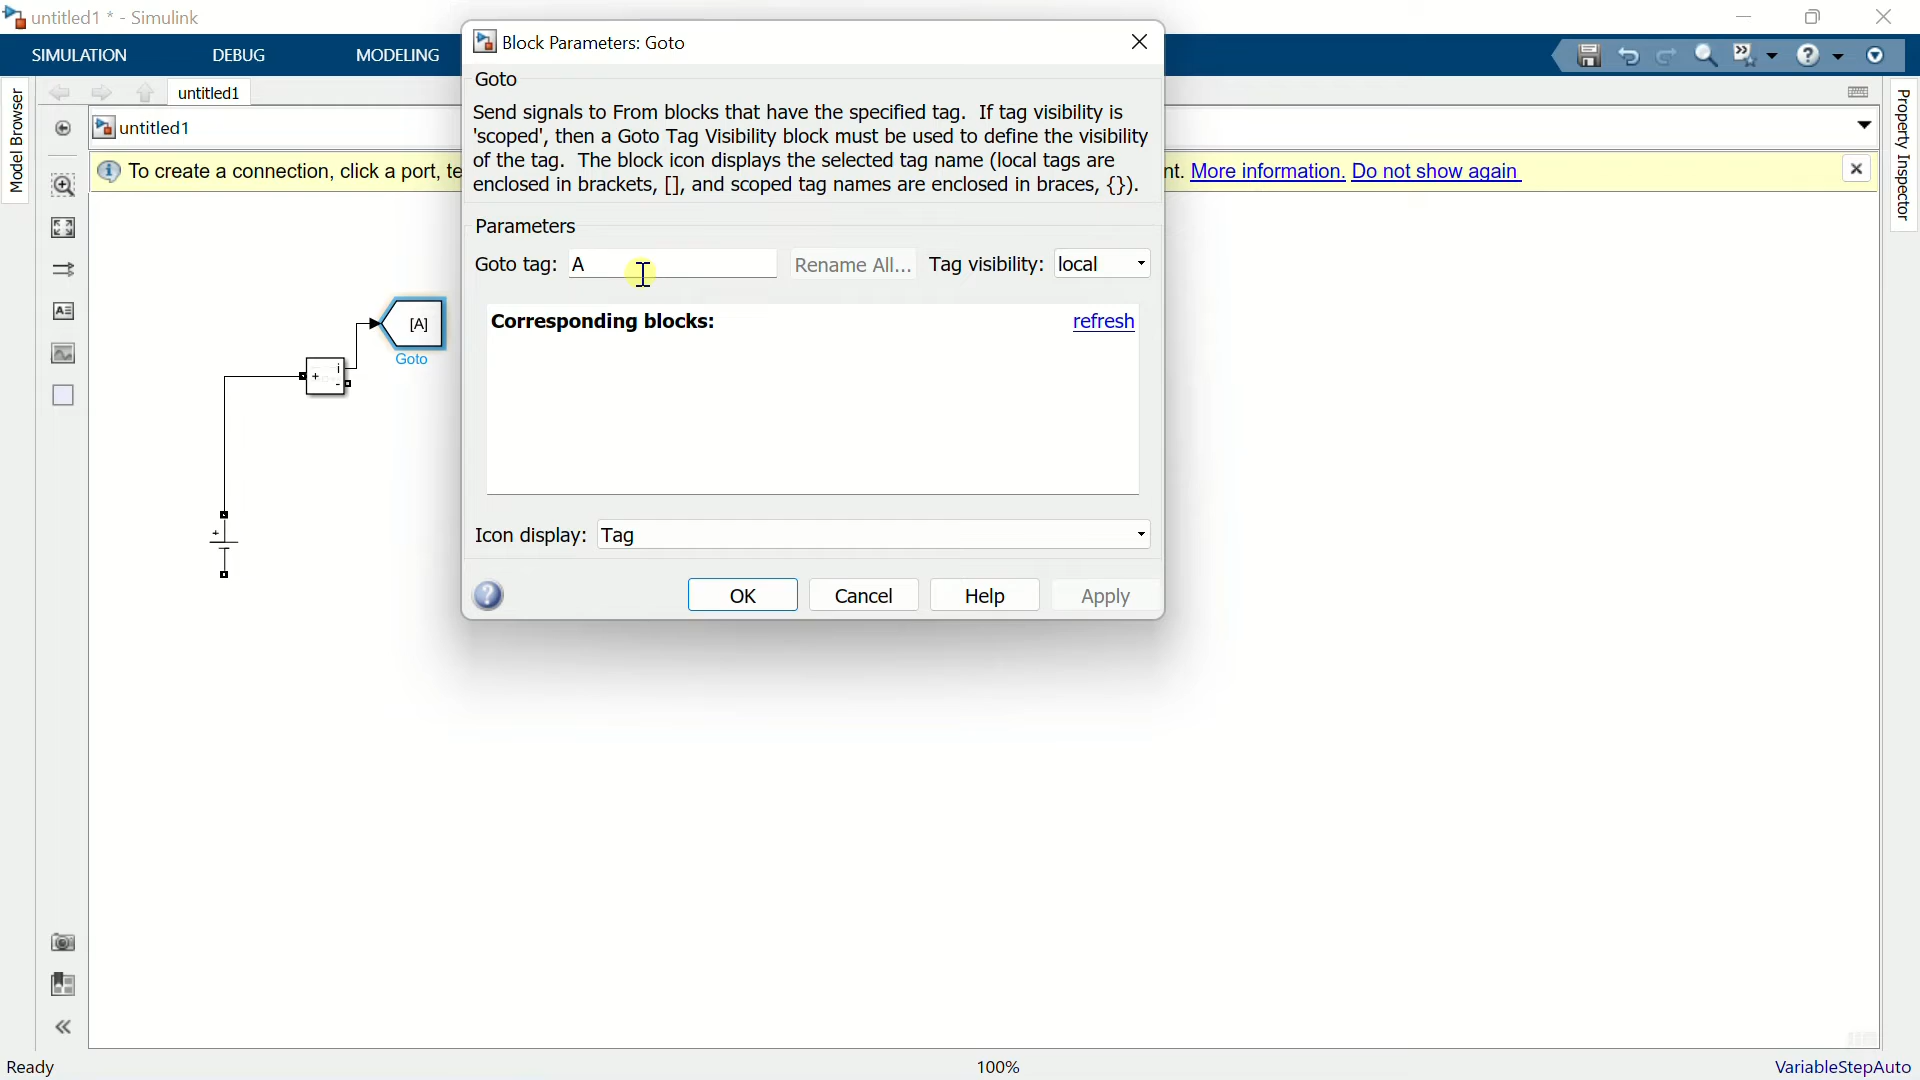 untitled1 * - Simulink
SIMULATION DEBUG MODELING
Block Parameters: Goto
Goto
Send signals to From blocks that have the specified tag. If tag visibility is
'scoped', then a Goto Tag Visibility block must be used to define the visibility
of the tag. The block icon displays the selected tag name (local tags are
enclosed in brackets, [], and scoped tag names are enclosed in braces, {}).
Parameters
Goto tag: A Rename All... Tag visibility: local
Corresponding blocks: refresh
Icon display: Tag
OK Cancel Help Apply
Model Browser
untitled1
untitled1
To create a connection, click a port, te
nt. More information. Do not show again
Property Inspector
[A]
Goto
+ i
-
+
Ready 100% VariableStepAuto